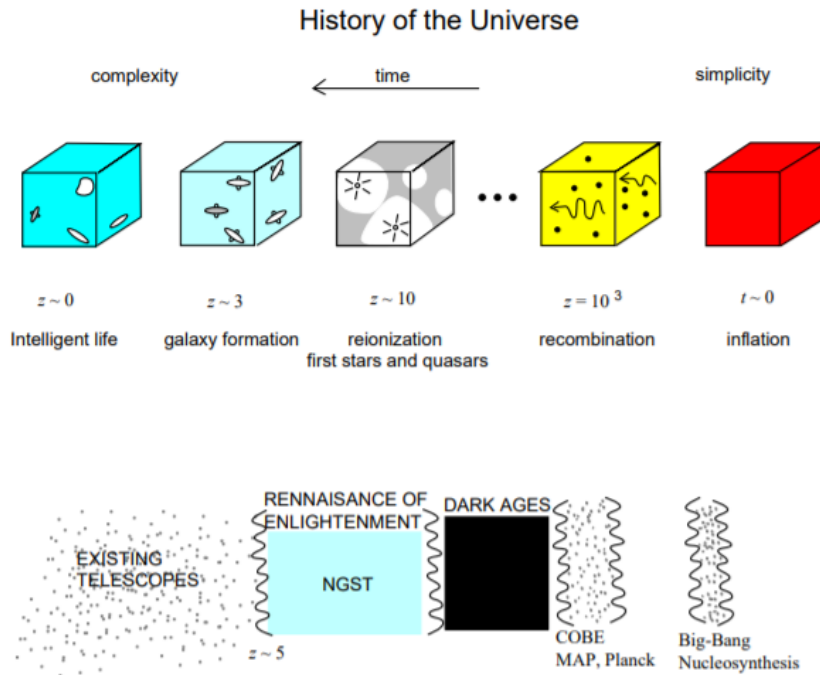 History of the Universe
complexity time simplicity
z ~ 0 z ~ 3 z ~ 10 z = 10 3 t ~ 0
Intelligent life galaxy formation reionization recombination inflation
first stars and quasars
RENNAISANCE OF
ENLIGHTENMENT
DARK AGES
EXISTING
TELESCOPES
NGST
z ~ 5
COBE
MAP, Planck
Big-Bang
Nucleosynthesis